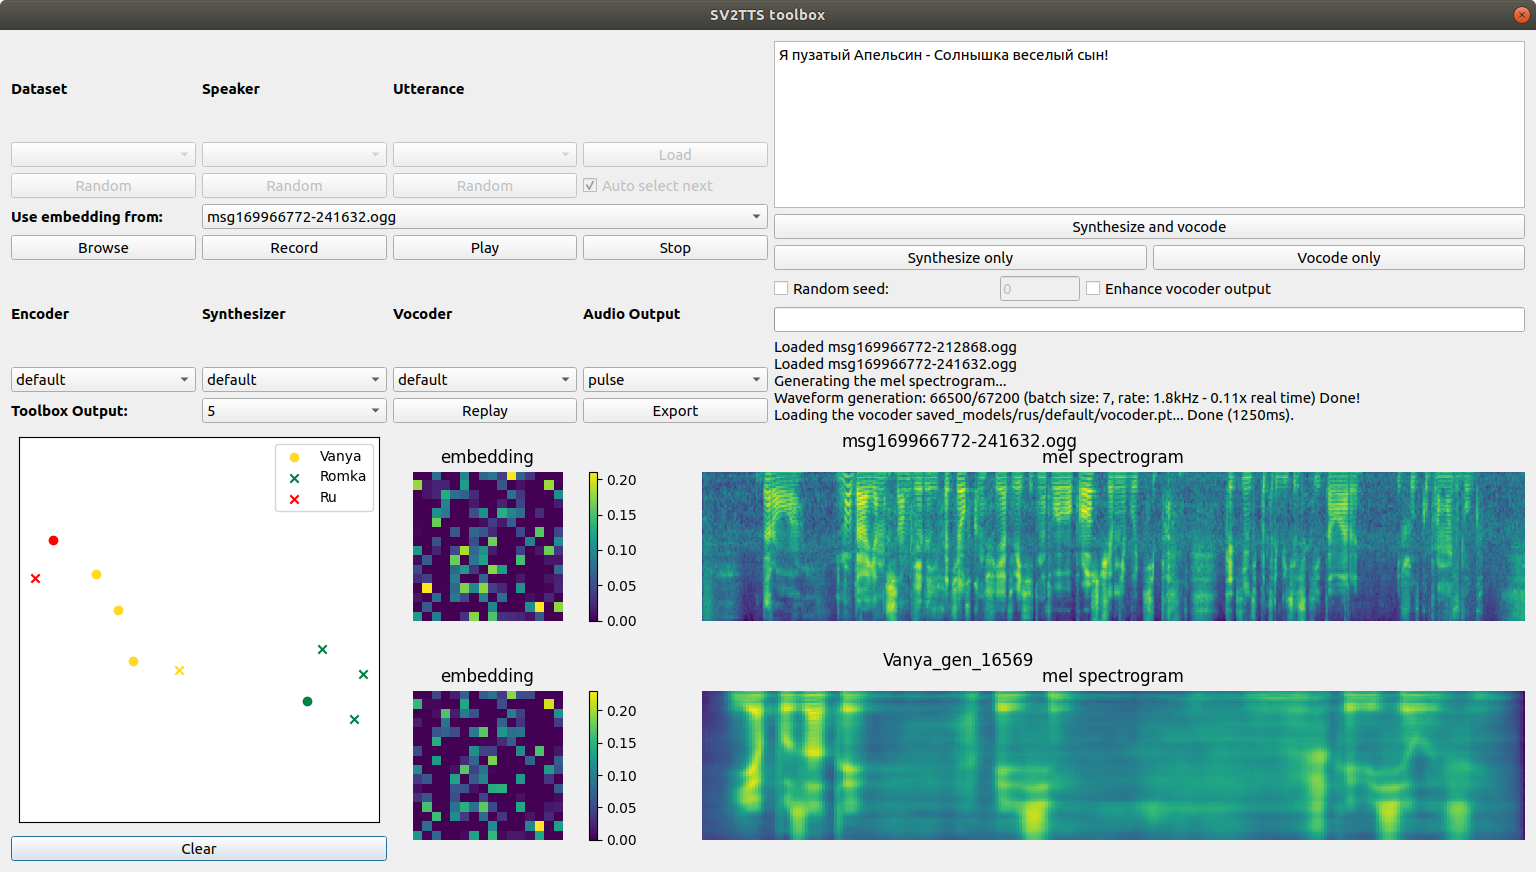 SV2TTS toolbox
Dataset
Speaker
Utterance
Load
Random
Random
Random
Auto select next
Use embedding from:
msg169966772-241632.ogg
Browse
Record
Play
Stop
Encoder
Synthesizer
Vocoder
Audio Output
default
default
default
pulse
Toolbox Output:
5
Replay
Export
Я пузатый Апельсин - Солнышка веселый сын!
Synthesize and vocode
Synthesize only
Vocode only
Random seed:
0
Enhance vocoder output
Loaded msg169966772-212868.ogg
Loaded msg169966772-241632.ogg
Generating the mel spectrogram...
Waveform generation: 66500/67200 (batch size: 7, rate: 1.8kHz - 0.11x real time) Done!
Loading the vocoder saved_models/rus/default/vocoder.pt... Done (1250ms).
Vanya
Romka
Ru
Clear
msg169966772-241632.ogg
embedding
mel spectrogram
0.20
0.15
0.10
0.05
0.00
Vanya_gen_16569
embedding
mel spectrogram
0.20
0.15
0.10
0.05
0.00